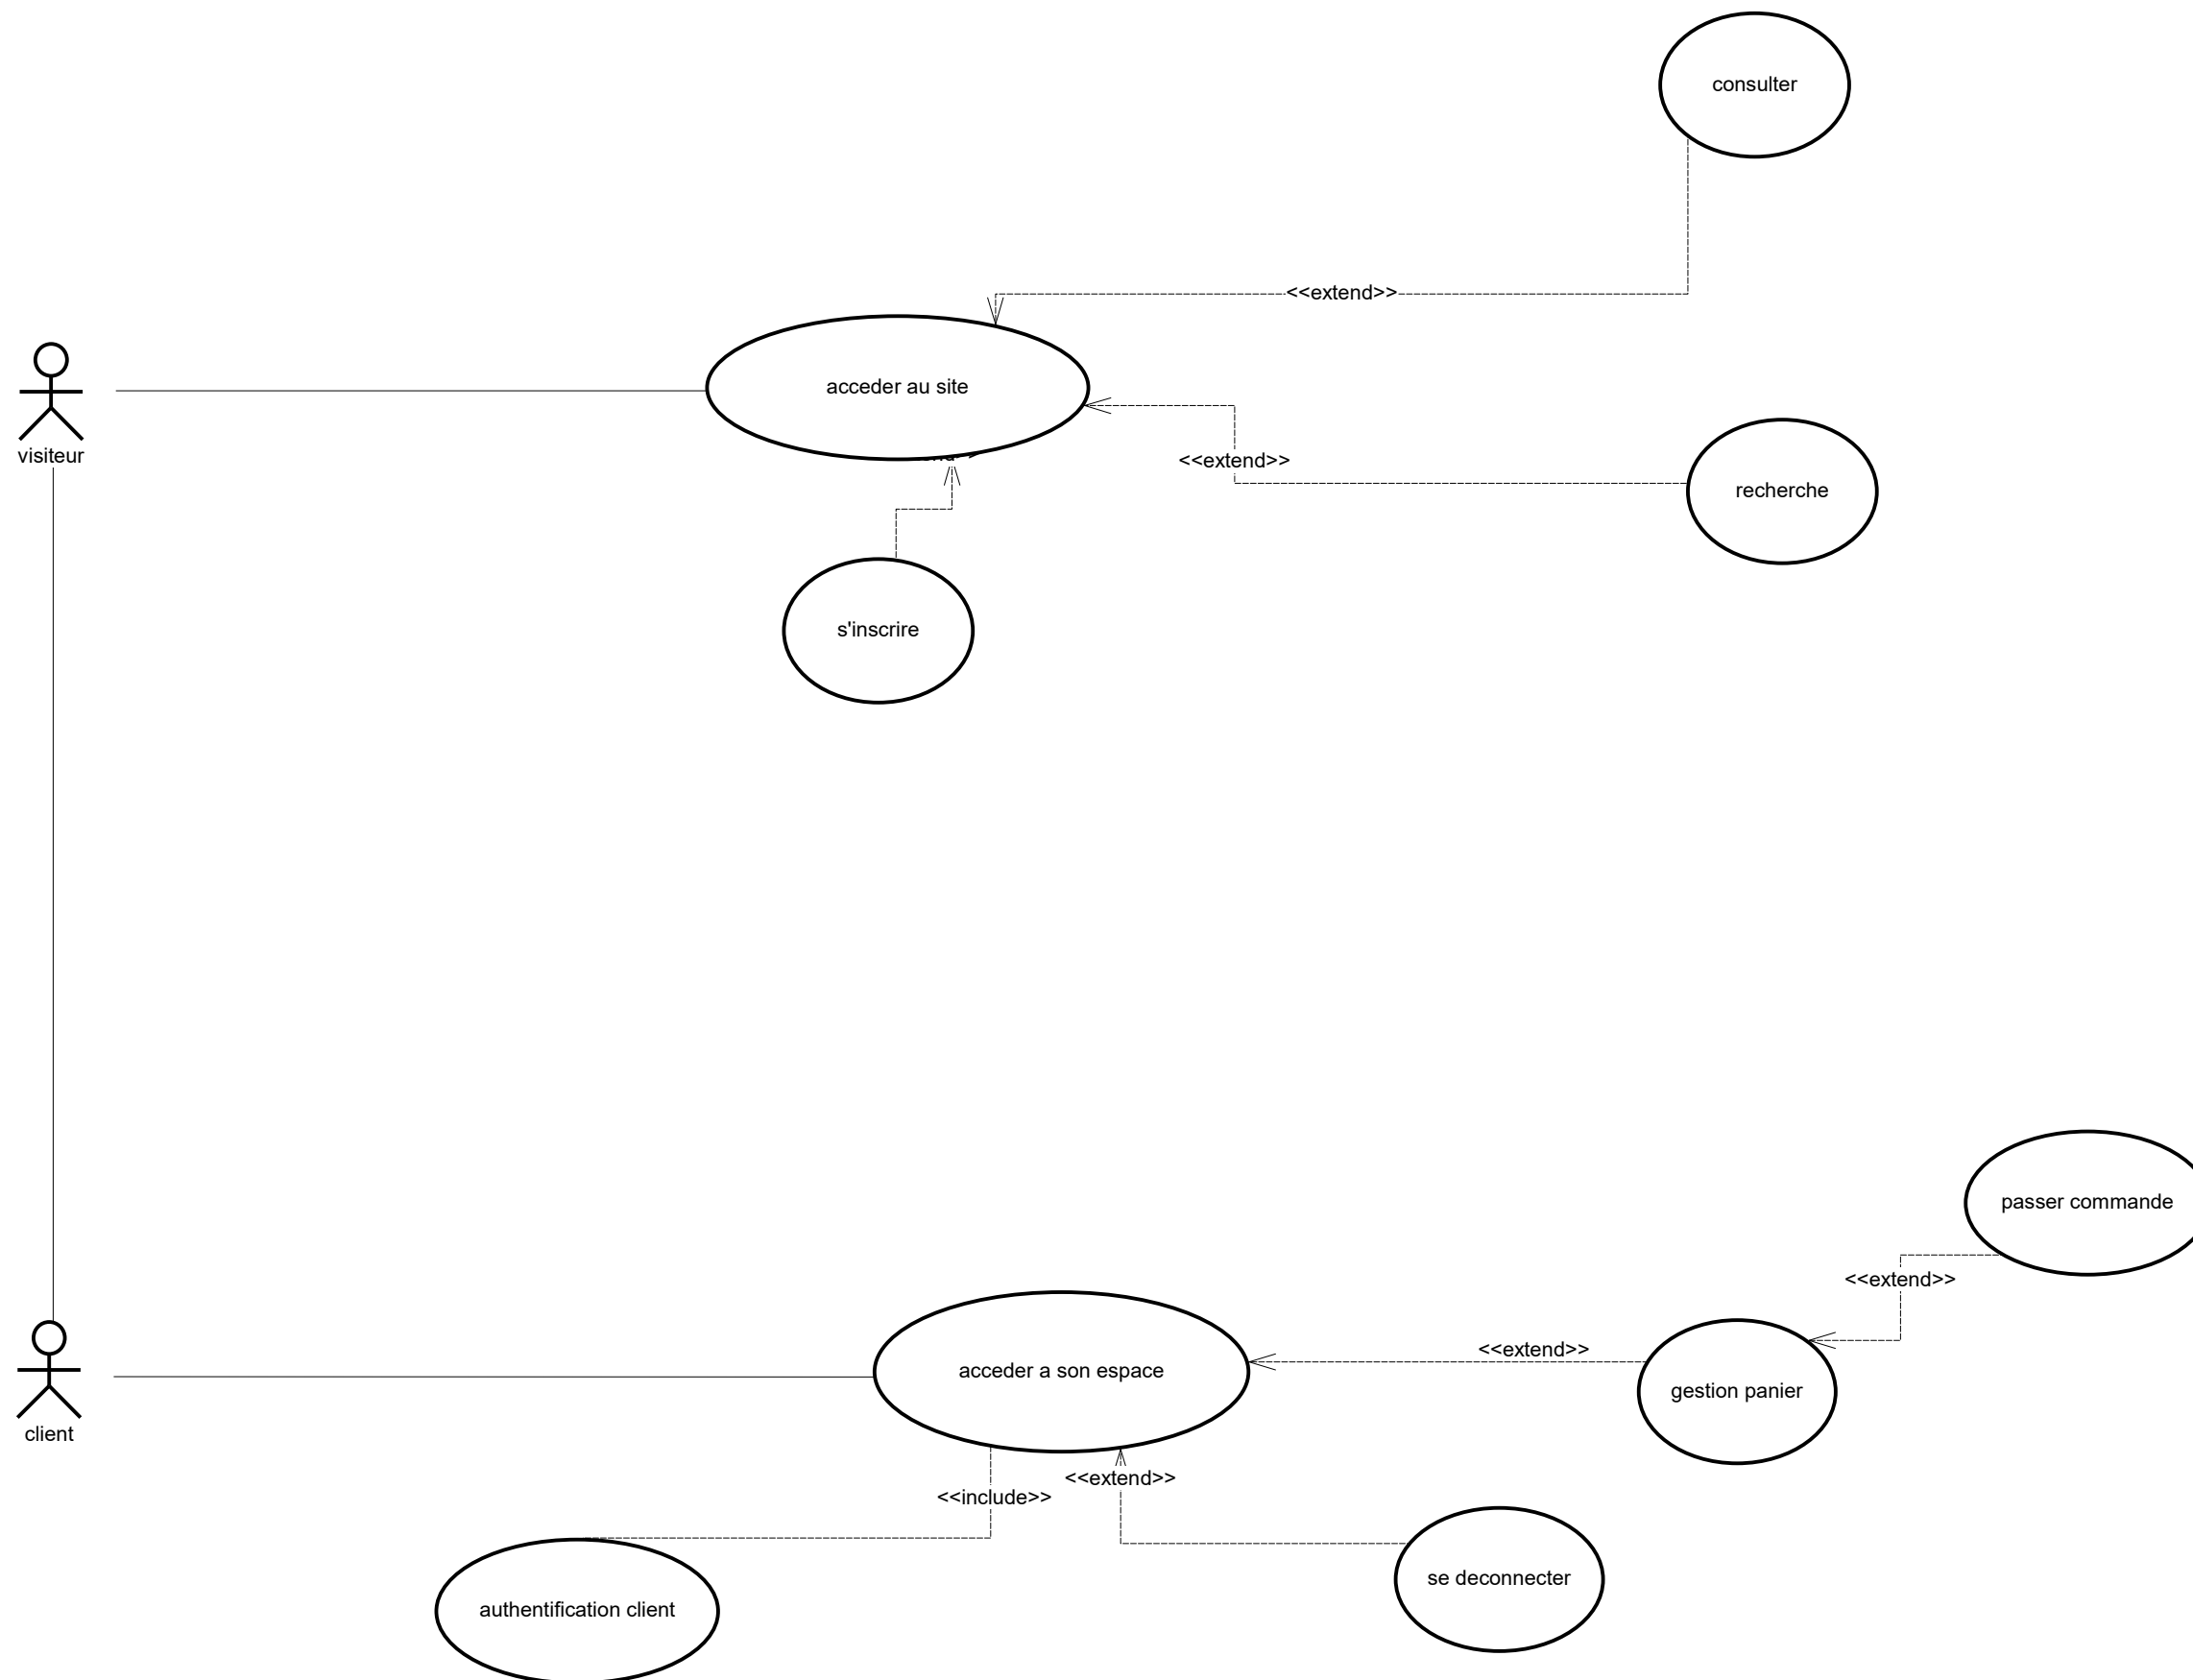 consulter
<<extend>>
acceder au site
visiteur
<<extend>>
recherche
s'inscrire
passer commande
<<extend>>
<<extend>>
acceder a son espace
gestion panier
client
<<extend>>
<<include>>
se deconnecter
authentification client